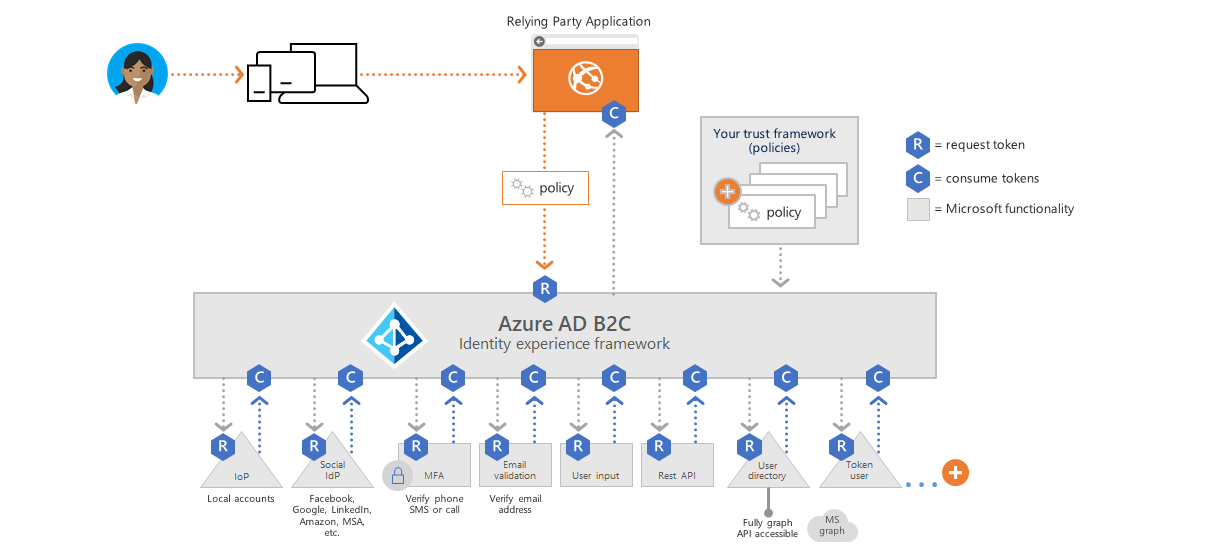 Relying Party Application
C
policy
Your trust framework
(policies)
policy
R = request token
C = consume tokens
= Microsoft functionality
R
Azure AD B2C
Identity experience framework
C
C
C
C
C
C
C
C
R
R
R
R
R
R
R
R
IoP
Social
IdP
MFA
Email
validation
User input
Rest API
User
directory
Token
user
Local accounts
Facebook,
Google, LinkedIn,
Amazon, MSA,
etc.
Verify phone
SMS or call
Verify email
address
Fully graph
API accessible
MS
graph